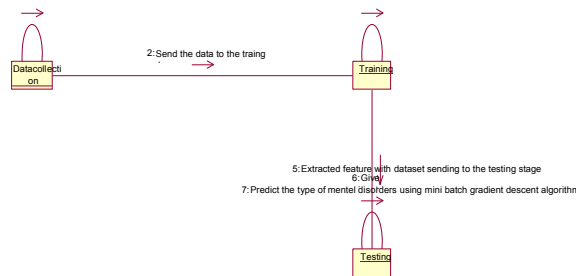 2: Send the data to the traing
Datacollecti
on
Training
5: Extracted feature with dataset sending to the testing stage
6: Give
7: Predict the type of mentel disorders using mini batch gradient descent algorithm
Testing